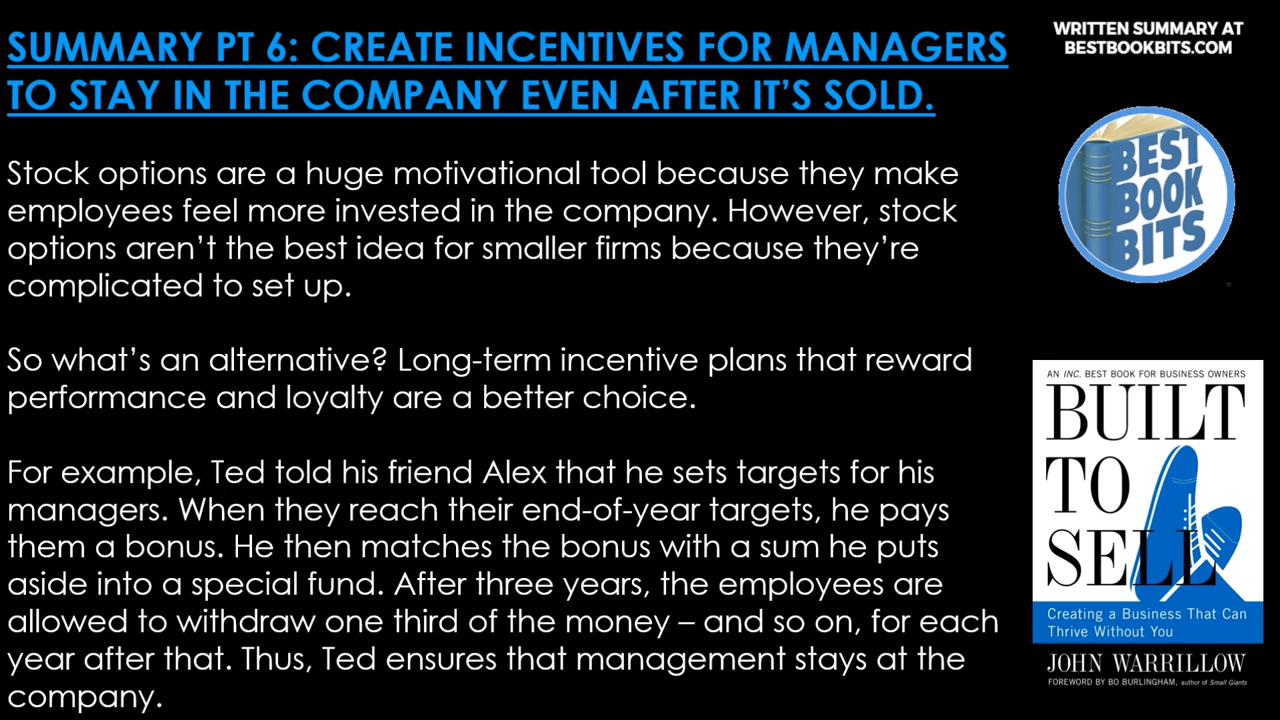 SUMMARY PT 6: CREATE INCENTIVES FOR MANAGERS
TO STAY IN THE COMPANY EVEN AFTER IT'S SOLD.
Stock options are a huge motivational tool because they make
employees feel more invested in the company. However, stock
options aren't the best idea for smaller firms because they're
complicated to set up.
So what's an alternative? Long-term incentive plans that reward
performance and loyalty are a better choice.
For example, Ted told his friend Alex that he sets targets for his
managers. When they reach their end-of-year targets, he pays
them a bonus. He then matches the bonus with a sum he puts
aside into a special fund. After three years, the employees are
allowed to withdraw one third of the money – and so on, for each
year after that. Thus, Ted ensures that management stays at the
company.
WRITTEN SUMMARY AT
BESTBOOKBITS.COM
BEST
BOOK
BITS
AN INC. BEST BOOK FOR BUSINESS OWNERS
BUILT
TO
SELL
Creating a Business That Can
Thrive Without You
JOHN WARRILLOW
FOREWORD BY BO BURLINGHAM, author of Small Giants